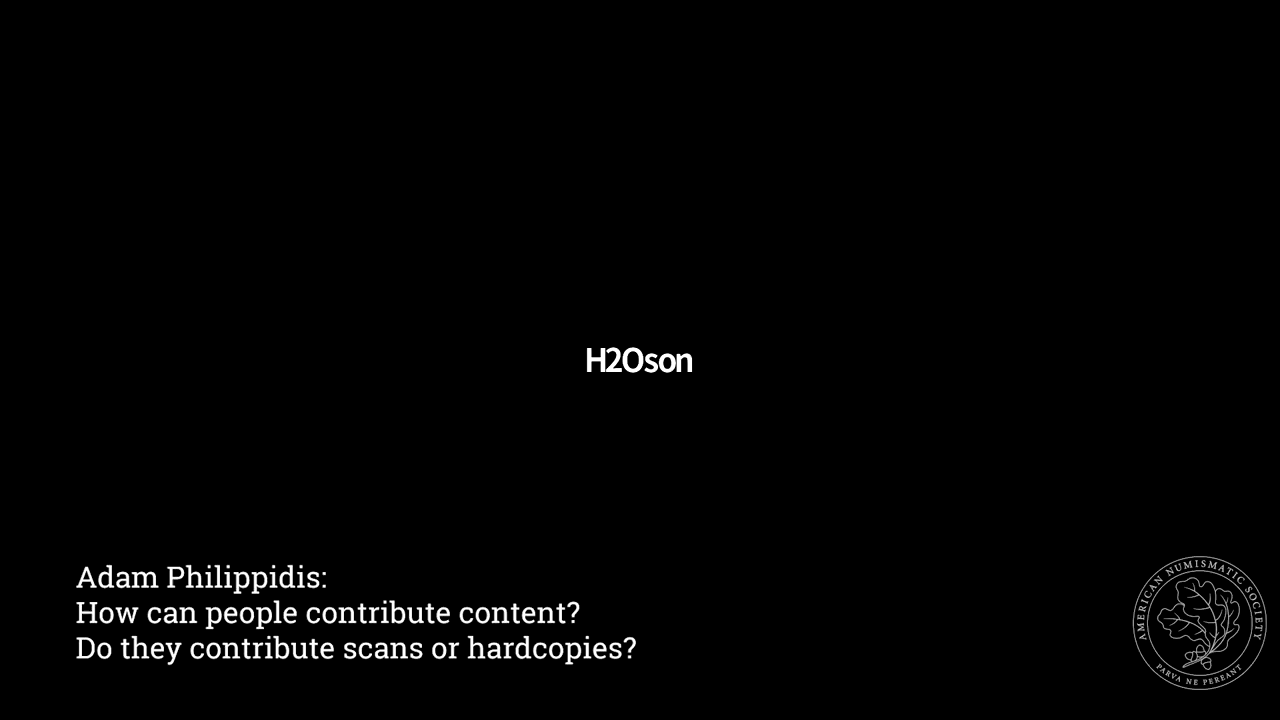 H2Oson
Adam Philippidis:
How can people contribute content?
Do they contribute scans or hardcopies?
AMERICAN NUMISMATIC SOCIETY
PARVA NE PEREANT